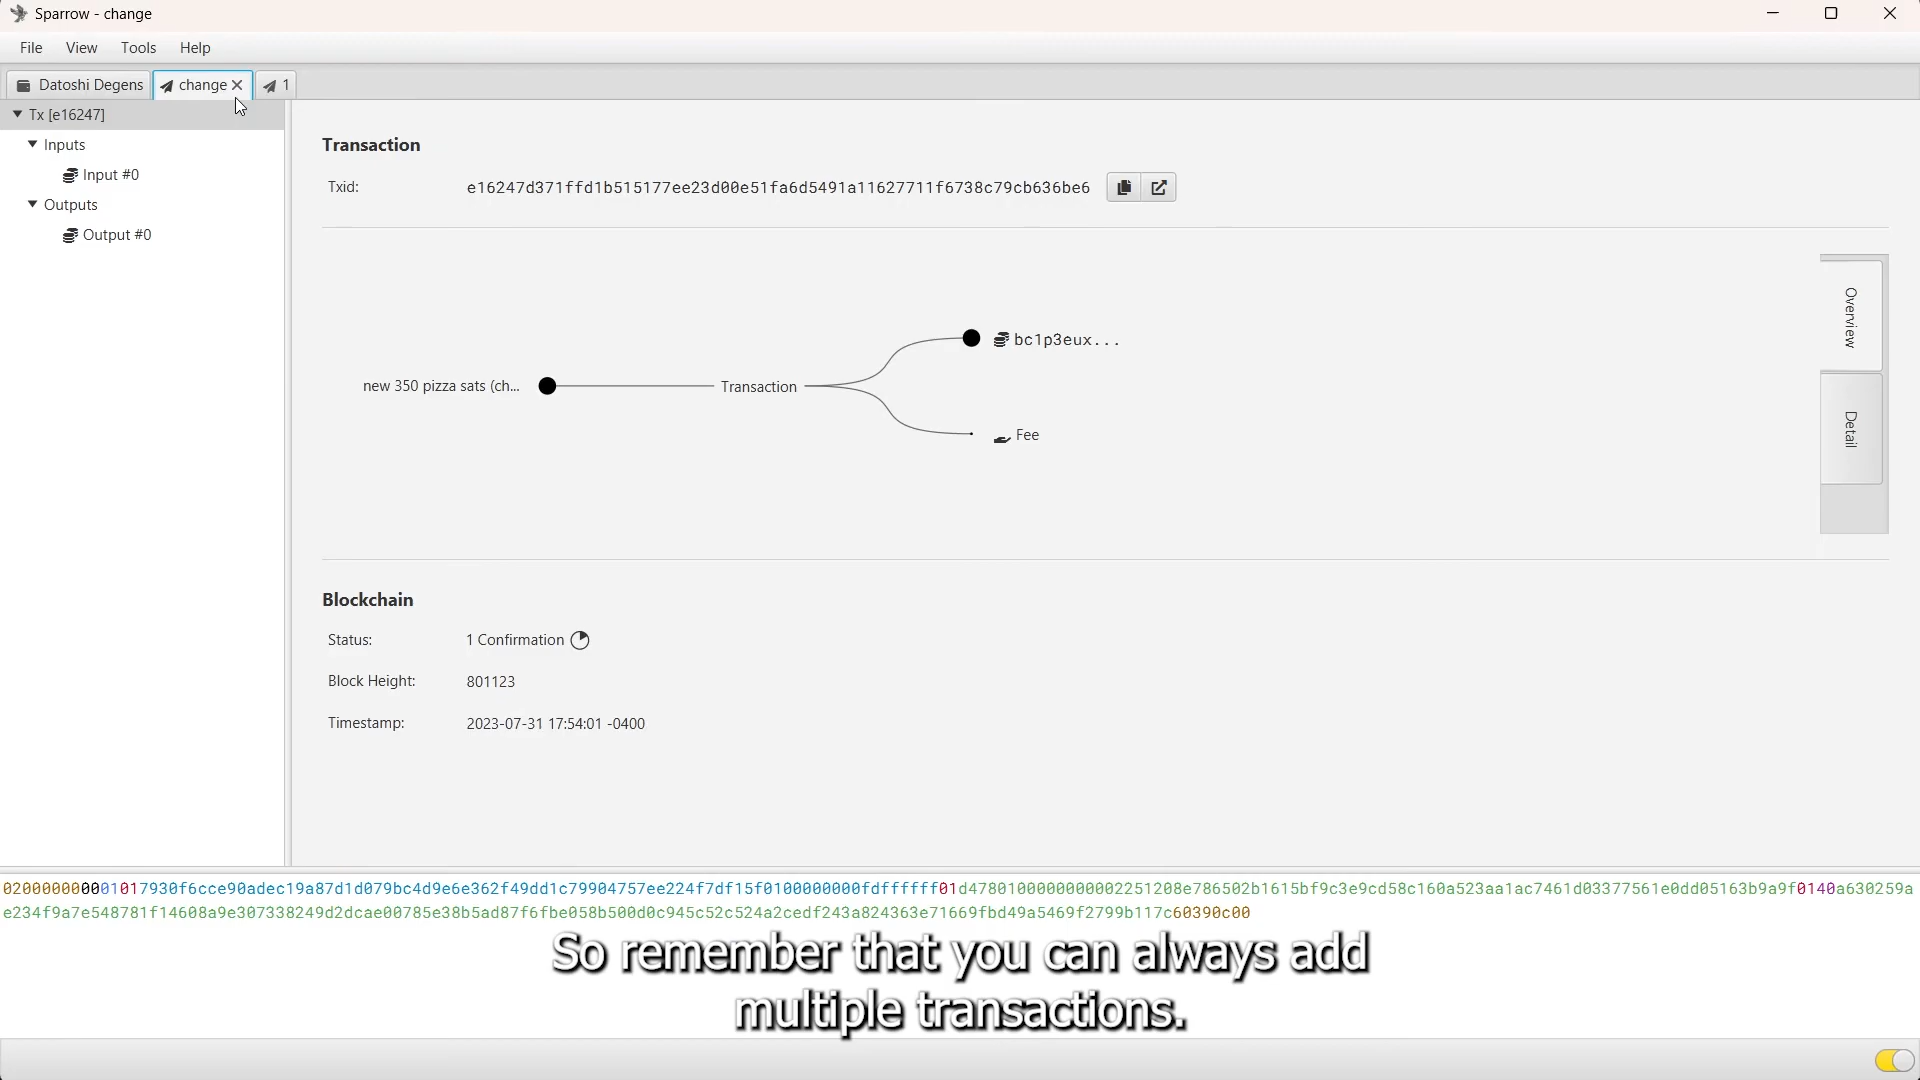 Sparrow - change
File View Tools Help
Datoshi Degens change 1
Tx [e16247]
Inputs
Input #0
Outputs
Output #0
Transaction
Txid: e16247d371ffd1b515177ee23d00e51fa6d5491a11627711f6738c79cb636be6
bc1p3eux...
new 350 pizza sats (ch... Transaction
Fee
Overview
Detail
Blockchain
Status: 1 Confirmation
Block Height: 801123
Timestamp: 2023-07-31 17:54:01 -0400
02000000000101017930f6cce90adec19a87d1d079bc4d9e6e362f49dd1c79904757ee224f7df15f0100000000fdffffff01d4780100000000002251208e786502b1615bf9c3e9cd58c160a523aa1ac7461d03377561e0dd05163b9a9f0140a630259a
e234f9a7e548781f14608a9e307338249d2dcae00785e38b5ad87f6fbe058b500d0c945c52c524a2cedf243a824363e71669fbd49a5469f2799b117c60390c00
So remember that you can always add
multiple transactions.